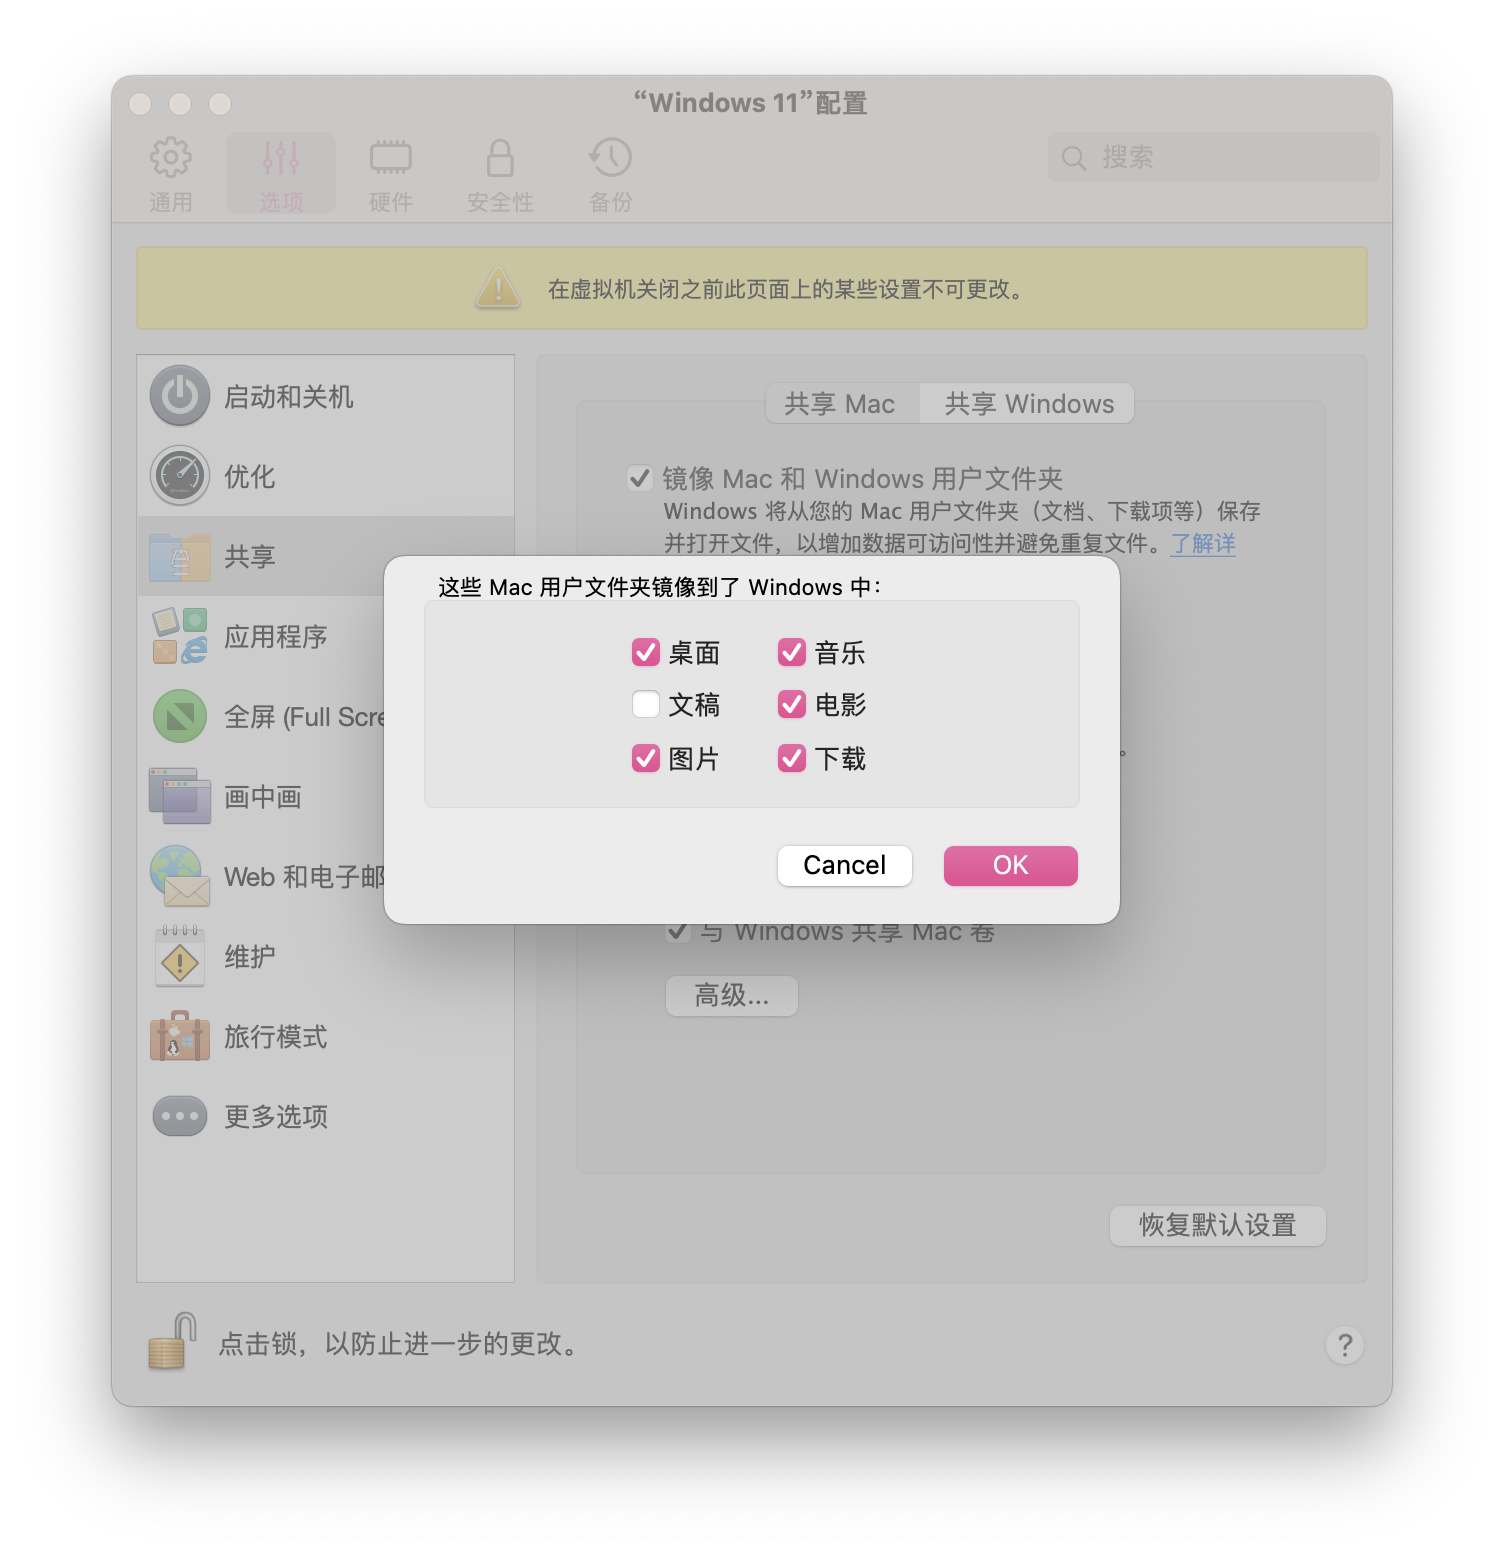 “Windows 11”配置
通用
选项
硬件
安全性
备份
搜索
在虚拟机关闭之前此页面上的某些设置不可更改。
启动和关机
优化
共享
应用程序
全屏 (Full Scre
画中画
Web 和电子邮
维护
旅行模式
更多选项
共享 Mac
共享 Windows
镜像 Mac 和 Windows 用户文件夹
Windows 将从您的 Mac 用户文件夹（文档、下载项等）保存
并打开文件，以增加数据可访问性并避免重复文件。了解详
这些 Mac 用户文件夹镜像到了 Windows 中：
桌面
音乐
文稿
电影
图片
下载
。
Cancel
OK
与 Windows 共享 Mac 卷
高级...
恢复默认设置
点击锁，以防止进一步的更改。
?